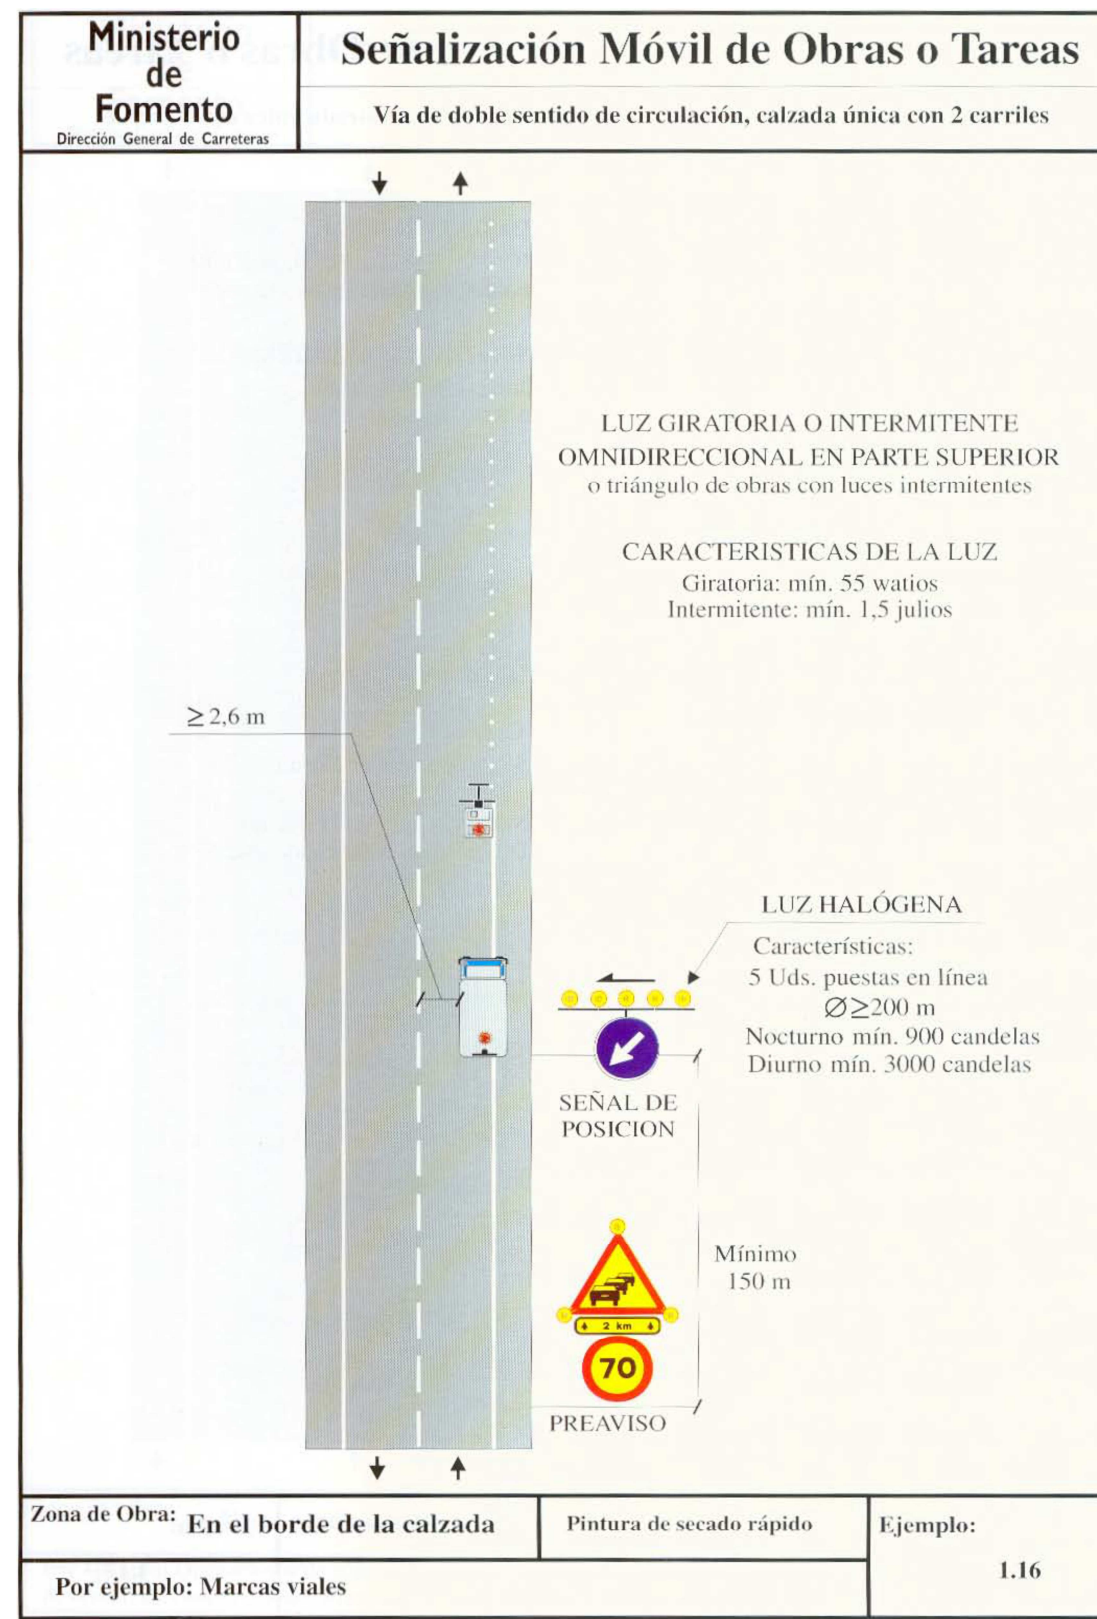 Ministerio
de
Fomento
Dirección General de Carreteras
Señalización Móvil de Obras o Tareas
Vía de doble sentido de circulación, calzada única con 2 carriles
LUZ GIRATORIA O INTERMITENTE
OMNIDIRECCIONAL EN PARTE SUPERIOR
o triángulo de obras con luces intermitentes
CARACTERISTICAS DE LA LUZ
Giratoria: mín. 55 watios
Intermitente: mín. 1,5 julios
≥ 2,6 m
LUZ HALÓGENA
Características:
5 Uds. puestas en línea
Ø≥200 m
Nocturno mín. 900 candelas
Diurno mín. 3000 candelas
SEÑAL DE
POSICION
Mínimo
150 m
2 km
70
PREAVISO
Zona de Obra: En el borde de la calzada
Pintura de secado rápido
Ejemplo:
1.16
Por ejemplo: Marcas viales